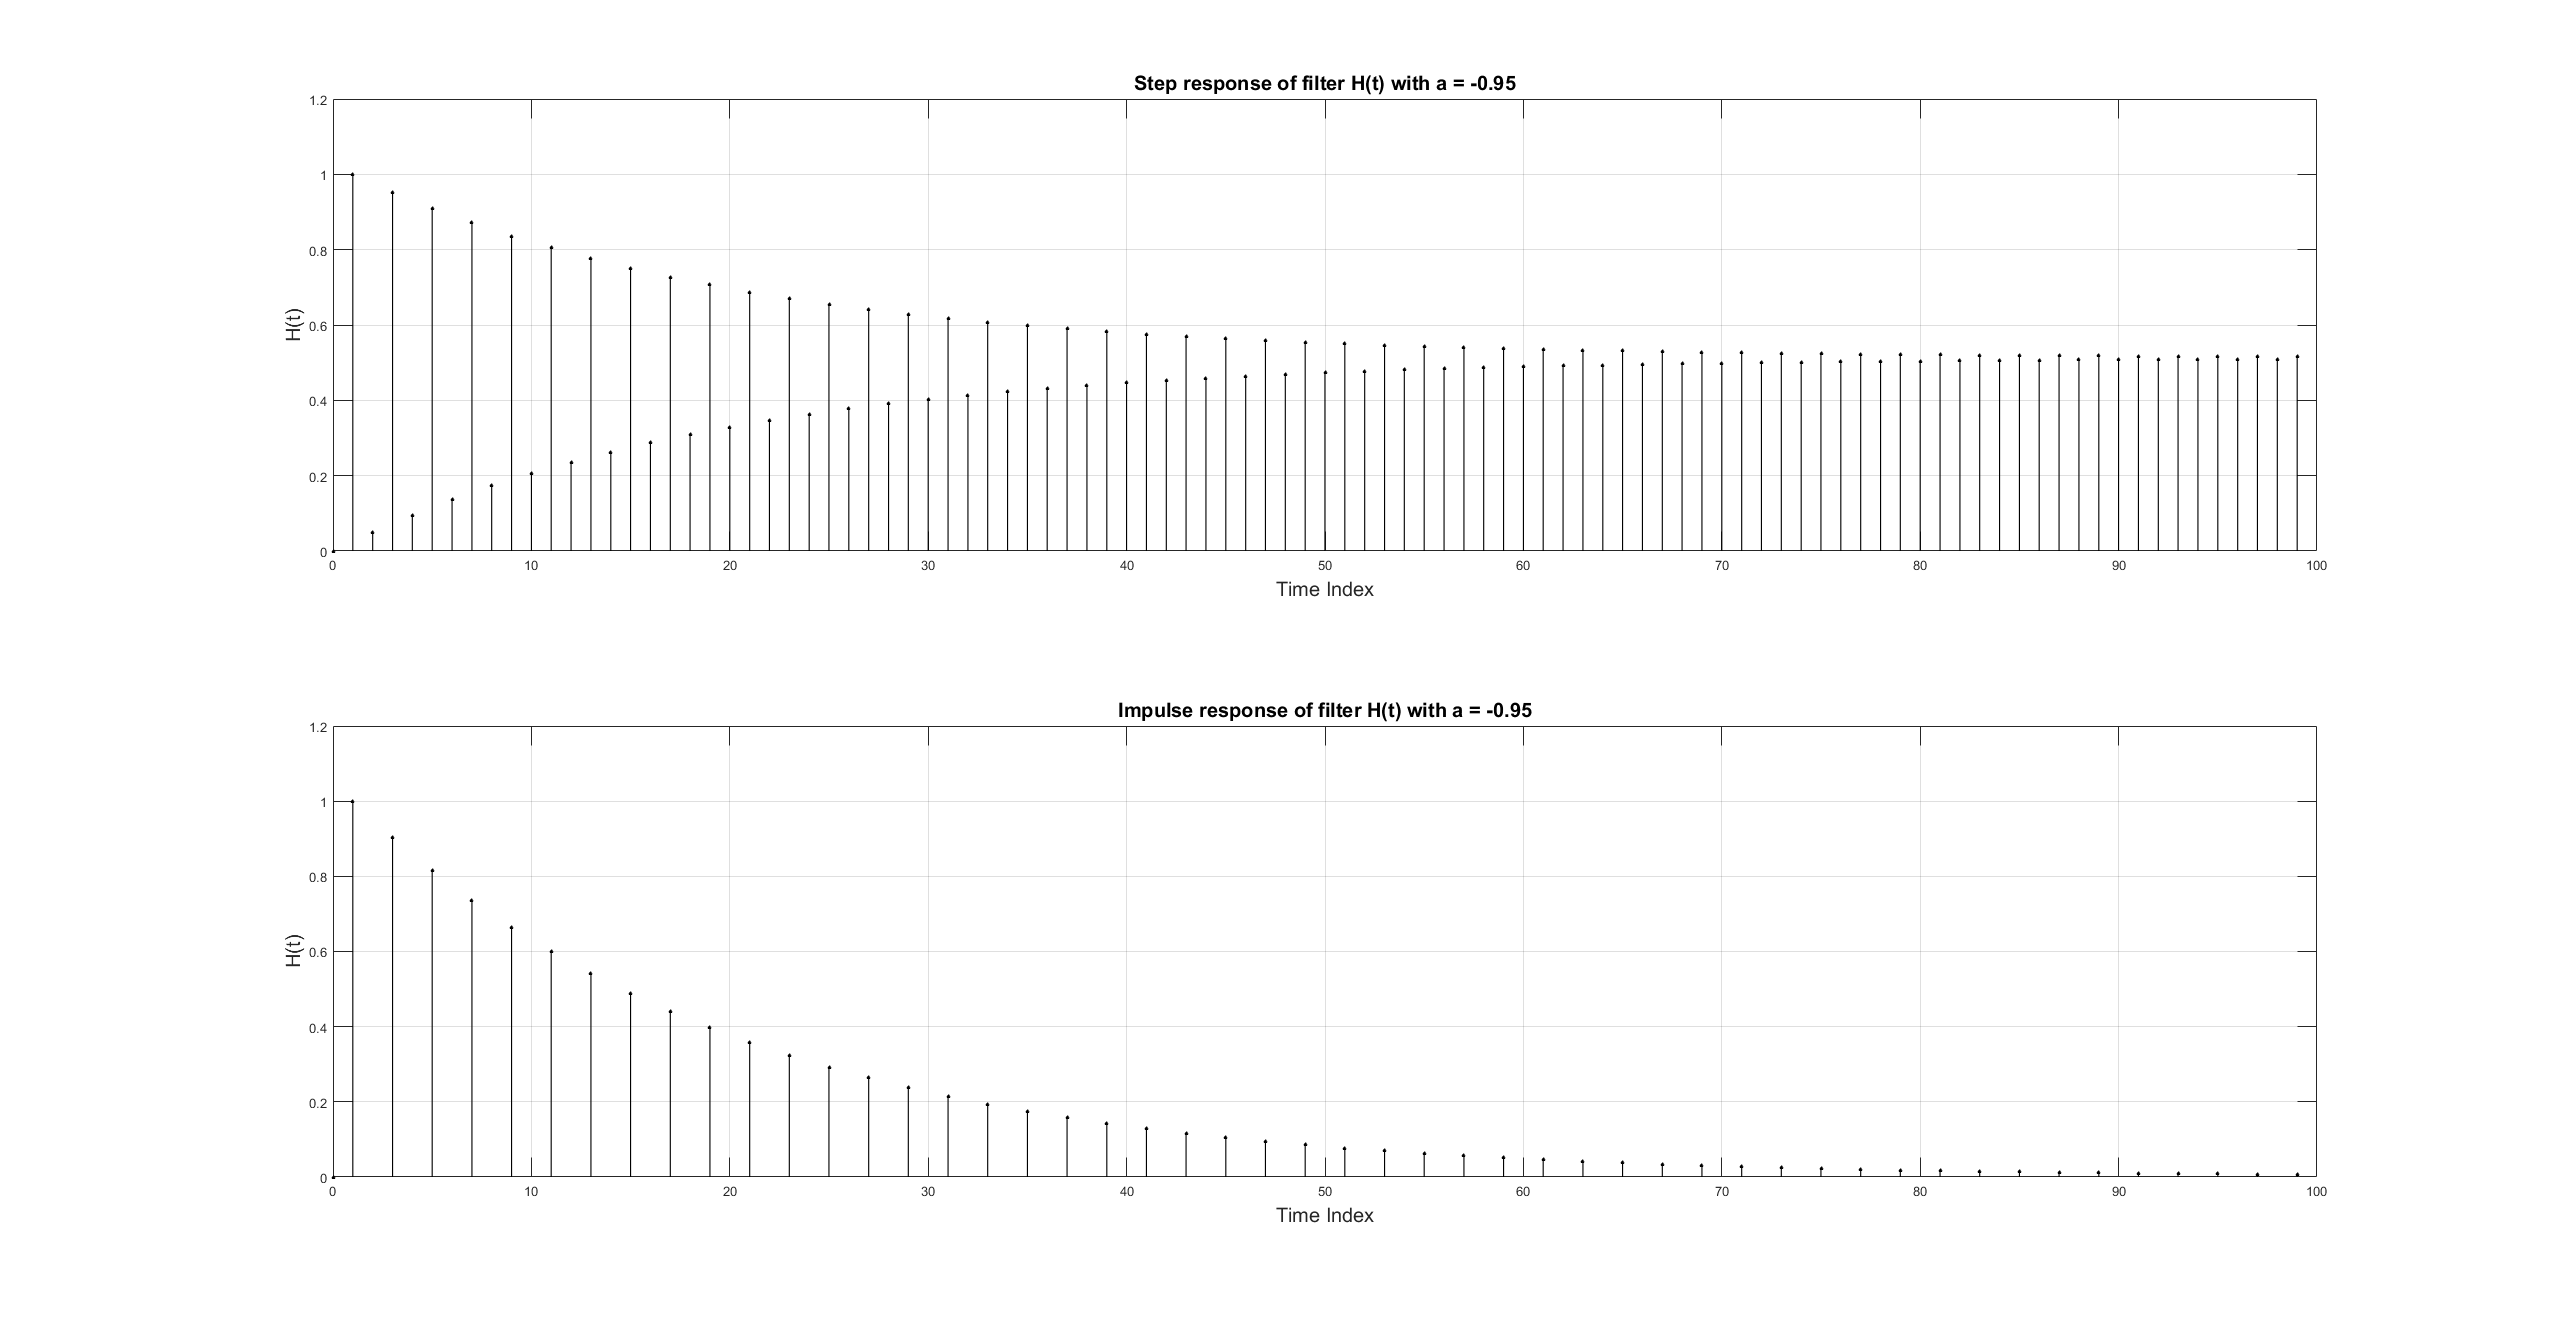 Step response of filter H(t) with a = -0.95
1.2
1
0.8
0.6
0.4
0.2
0
H(t)
0 10 20 30 40 50 60 70 80 90 100
Time Index
Impulse response of filter H(t) with a = -0.95
1.2
1
0.8
0.6
0.4
0.2
0
H(t)
0 10 20 30 40 50 60 70 80 90 100
Time Index